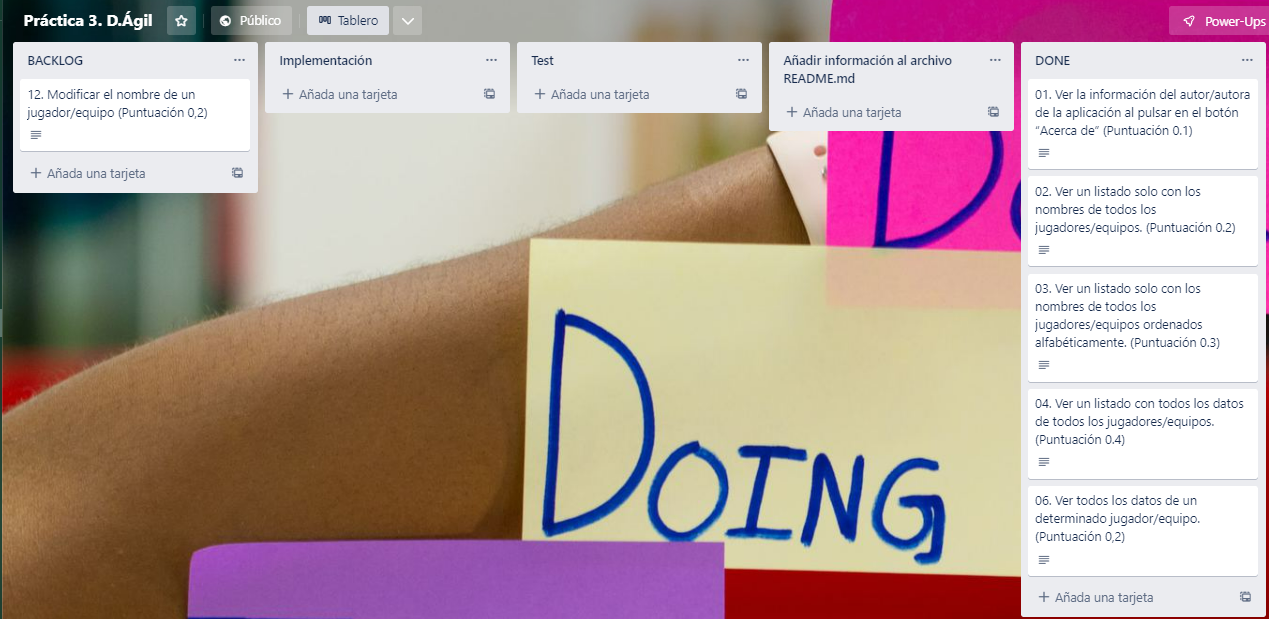 Práctica 3. D.Ágil
Público
Tablero
Power-Ups
BACKLOG
12. Modificar el nombre de un
jugador/equipo (Puntuación 0,2)
Añada una tarjeta
Implementación
Añada una tarjeta
Test
Añada una tarjeta
Añadir información al archivo
README.md
Añada una tarjeta
DONE
01. Ver la información del autor/autora
de la aplicación al pulsar en el botón
“Acerca de” (Puntuación 0.1)
02. Ver un listado solo con los
nombres de todos los
jugadores/equipos. (Puntuación 0.2)
03. Ver un listado solo con los
nombres de todos los
jugadores/equipos ordenados
alfabéticamente. (Puntuación 0.3)
04. Ver un listado con todos los datos
de todos los jugadores/equipos.
(Puntuación 0.4)
06. Ver todos los datos de un
determinado jugador/equipo.
(Puntuación 0,2)
Añada una tarjeta
DOING